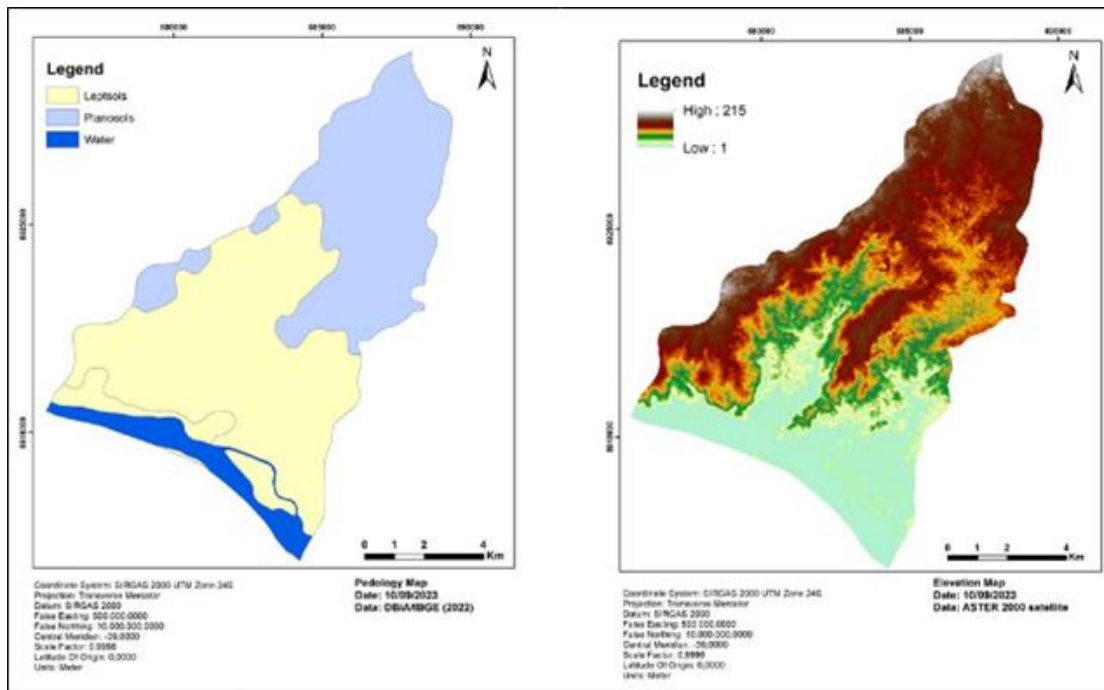 N
Legend
Leptsols
Planosols
Water
0 1 2 4
Km
Coordinate System: SIRGAS 2000 UTM Zone 24S
Projection: Transverse Mercator
Datum: SIRGAS 2000
False Easting: 500.000,0000
False Northing: 10.000.000,0000
Central Meridian: -39,0000
Scale Factor: 0,9996
Latitude Of Origin: 0,0000
Units: Meter
Pedology Map
Date: 10/09/2023
N
Legend
High : 215
Low : 1
0 1 2 4
Km
Coordinate System: SIRGAS 2000 UTM Zone 24S
Projection: Transverse Mercator
Datum: SIRGAS 2000
False Easting: 500.000,0000
False Northing: 10.000.000,0000
Central Meridian: -39,0000
Scale Factor: 0,9996
Latitude Of Origin: 0,0000
Units: Meter
Elevation Map
Date: 10/09/2023
Data: ASTER 2000 satellite